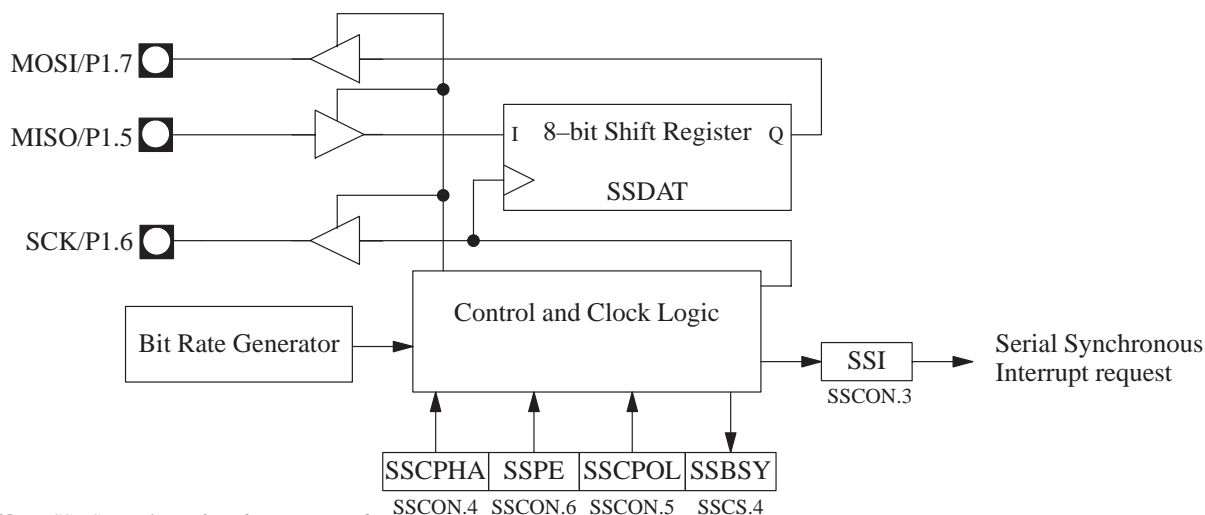 MOSI/P1.7
MISO/P1.5
I 8–bit Shift Register Q
SSDAT
SCK/P1.6
Control and Clock Logic
Bit Rate Generator
SSI
SSCON.3
Serial Synchronous
Interrupt request
SSCPHA SSPE SSCPOL SSBSY
SSCON.4 SSCON.6 SSCON.5 SSCS.4